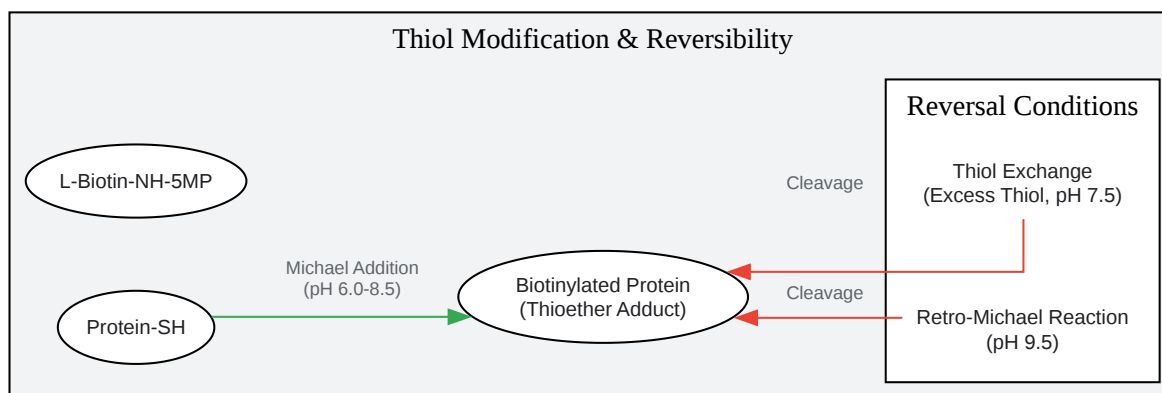 Thiol Modification & Reversibility
Reversal Conditions
L-Biotin-NH-5MP
Cleavage
Thiol Exchange
(Excess Thiol, pH 7.5)
Michael Addition
(pH 6.0-8.5)
Biotinylated Protein
(Thioether Adduct)
Protein-SH
Cleavage
Retro-Michael Reaction
(pH 9.5)